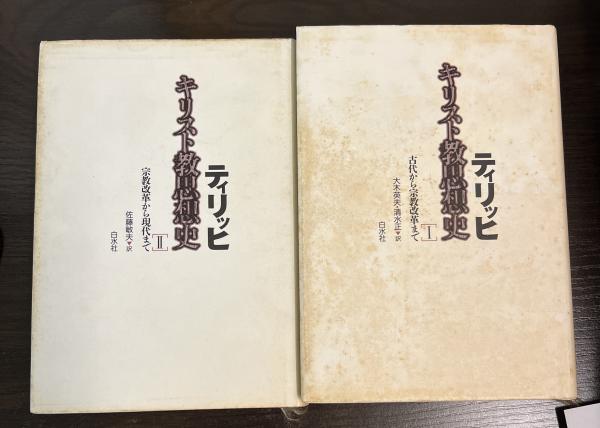 ティリッヒ
キリスト教思想史
[I]
古代から宗教改革まて
大木英夫・清水正▼訳
白水社
ティリッヒ
キリスト教思想史
[II]
宗教改革から現代まて
佐藤敏夫▼訳
白水社